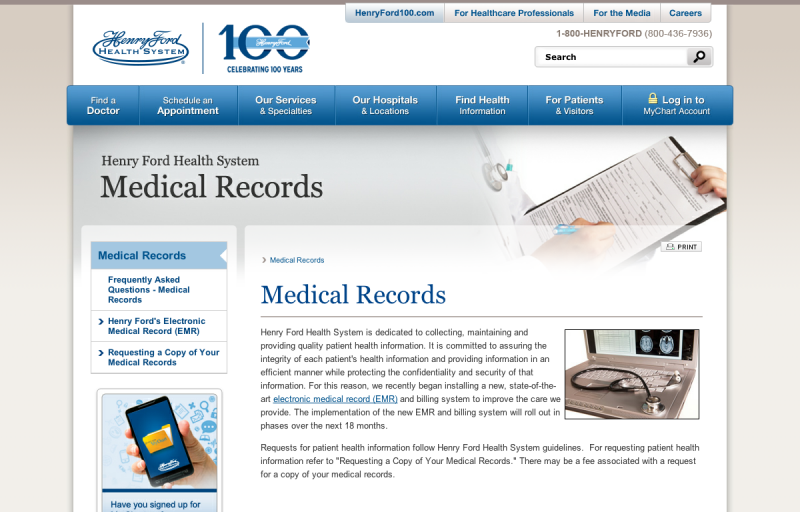 HenryFord100.com
For Healthcare Professionals
For the Media
Careers
Henry Ford
HEALTH SYSTEM
100
HenryFord
CELEBRATING 100 YEARS
1-800-HENRYFORD (800-436-7936)
Search
Find a
Doctor
Schedule an
Appointment
Our Services
& Specialties
Our Hospitals
& Locations
Find Health
Information
For Patients
& Visitors
Log in to
MyChart Account
Henry Ford Health System
Medical Records
PRINT
Medical Records
Frequently Asked
Questions - Medical
Records
Henry Ford's Electronic
Medical Record (EMR)
Requesting a Copy of Your
Medical Records
Have you signed up for
Medical Records
Medical Records
Henry Ford Health System is dedicated to collecting, maintaining and
providing quality patient health information. It is committed to assuring the
integrity of each patient's health information and providing information in an
efficient manner while protecting the confidentiality and security of that
information. For this reason, we recently began installing a new, state-of-the-
art electronic medical record (EMR) and billing system to improve the care we
provide. The implementation of the new EMR and billing system will roll out in
phases over the next 18 months.
Requests for patient health information follow Henry Ford Health System guidelines.  For requesting patient health
information refer to "Requesting a Copy of Your Medical Records." There may be a fee associated with a request
for a copy of your medical records.